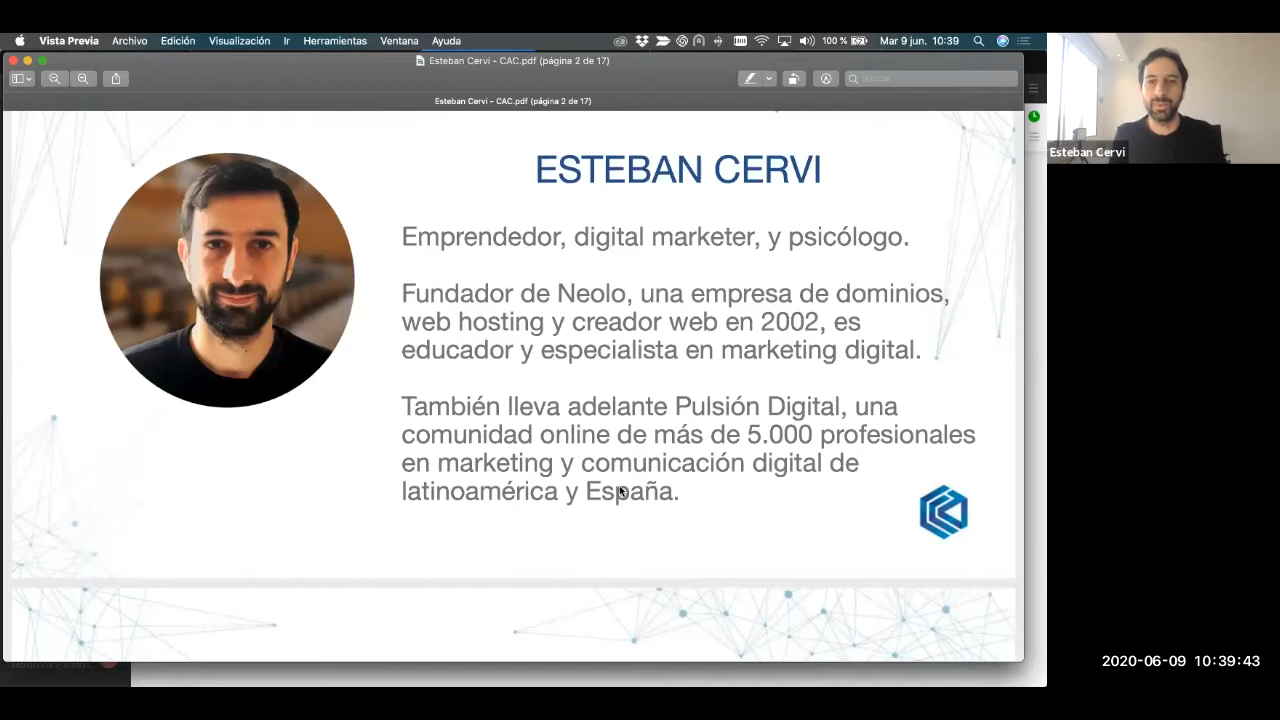 Vista Previa Archivo Edición Visualización Ir Herramientas Ventana Ayuda 100 % Mar 9 jun. 10:39
Esteban Cervi - CAC.pdf (página 2 de 17)
Buscar
Esteban Cervi - CAC.pdf (página 2 de 17)
Esteban Cervi
ESTEBAN CERVI
Emprendedor, digital marketer, y psicólogo.
Fundador de Neolo, una empresa de dominios,
web hosting y creador web en 2002, es
educador y especialista en marketing digital.
También lleva adelante Pulsión Digital, una
comunidad online de más de 5.000 profesionales
en marketing y comunicación digital de
latinoamérica y España.
2020-06-09 10:39:43